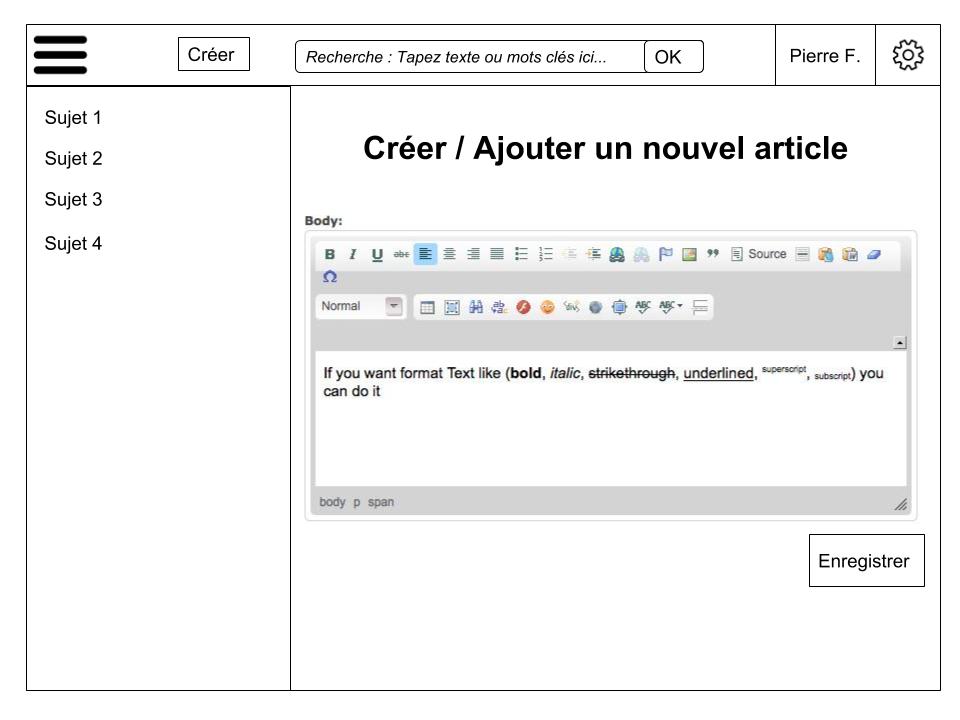 Créer
Recherche : Tapez texte ou mots clés ici...
OK
Pierre F.
Sujet 1
Sujet 2
Sujet 3
Sujet 4
Créer / Ajouter un nouvel article
Body:
B I U abc Source
Ω
Normal
ABC ABC
If you want format Text like (bold, italic, strikethrough, underlined, superscript, subscript) you
can do it
body p span
Enregistrer